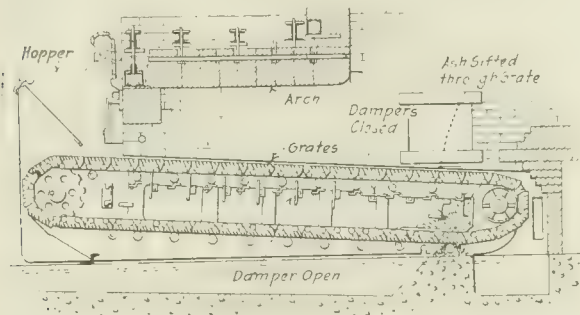 Hopper
Arch
Ash Sifted
through grate
Dampers
Closed
Grates
Damper Open